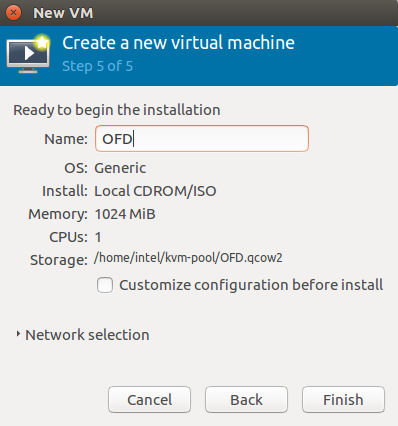 New VM
Create a new virtual machine
Step 5 of 5
Ready to begin the installation
Name: OFD
OS: Generic
Install: Local CDROM/ISO
Memory: 1024 MiB
CPUs: 1
Storage: /home/intel/kvm-pool/OFD.qcow2
Customize configuration before install
Network selection
Cancel Back Finish